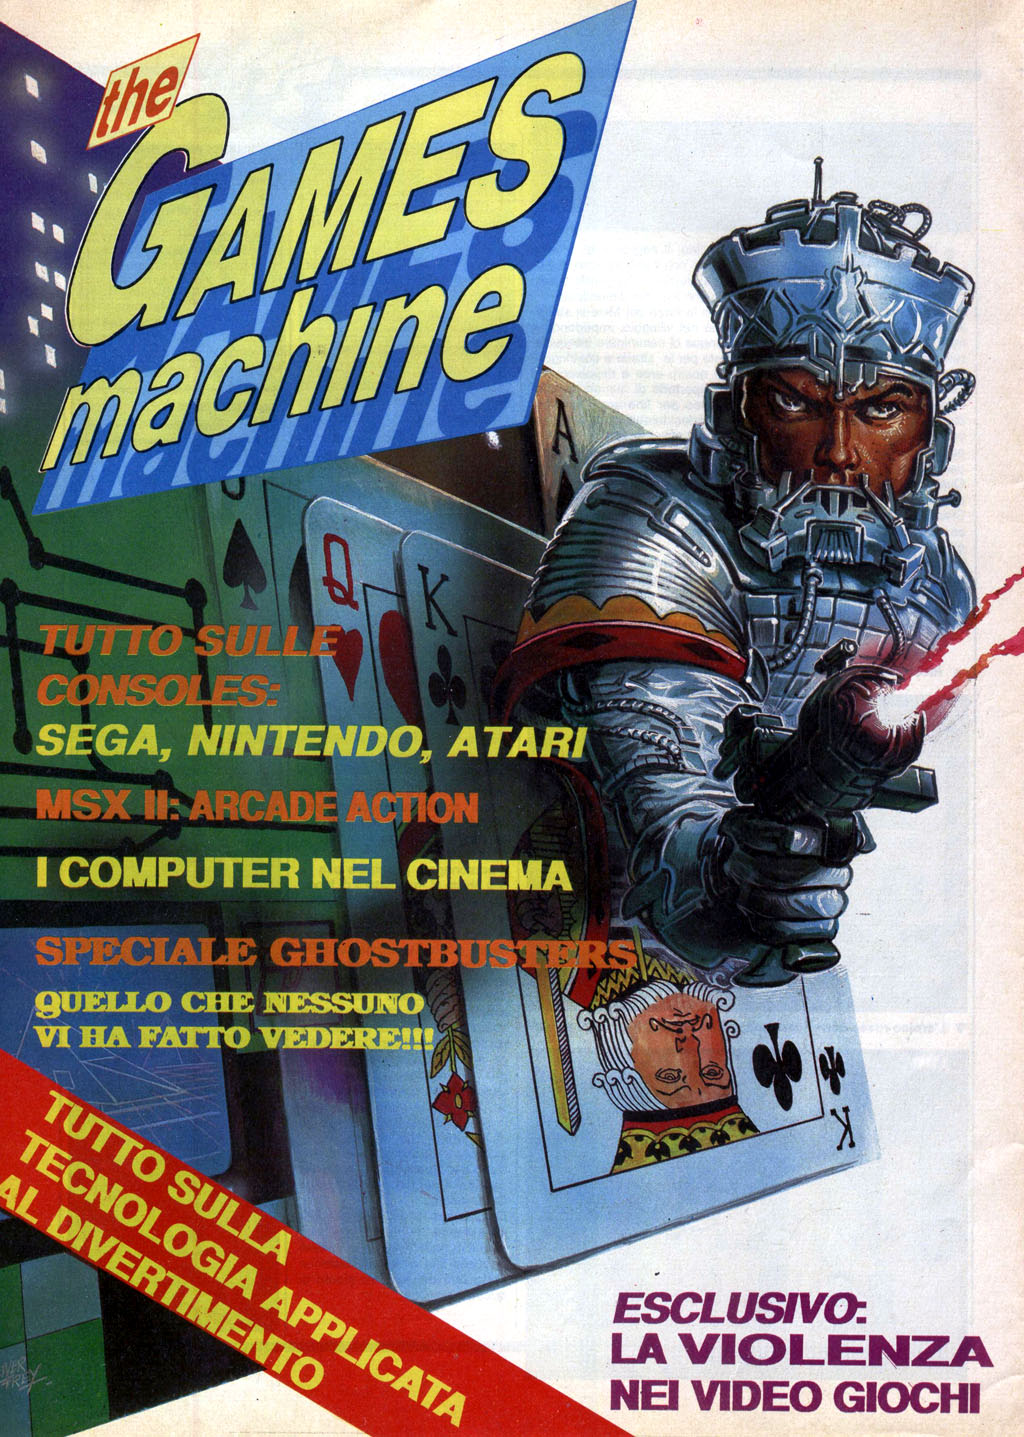 the
GAMES
machine
A
J
Q
K
TUTTO SULLE
CONSOLES:
SEGA, NINTENDO, ATARI
MSX II: ARCADE ACTION
I COMPUTER NEL CINEMA
SPECIALE GHOSTBUSTERS
QUELLO CHE NESSUNO
VI HA FATTO VEDERE!!!
K
TUTTO SULLA
TECNOLOGIA APPLICATA
AL DIVERTIMENTO
ESCLUSIVO:
LA VIOLENZA
NEI VIDEO GIOCHI